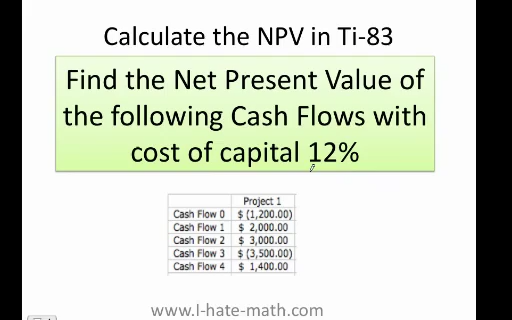 Calculate the NPV in Ti-83
Find the Net Present Value of
the following Cash Flows with
cost of capital 12%
Project 1
Cash Flow 0 $ (1,200.00)
Cash Flow 1 $ 2,000.00
Cash Flow 2 $ 3,000.00
Cash Flow 3 $ (3,500.00)
Cash Flow 4 $ 1,400.00
www.I-hate-math.com